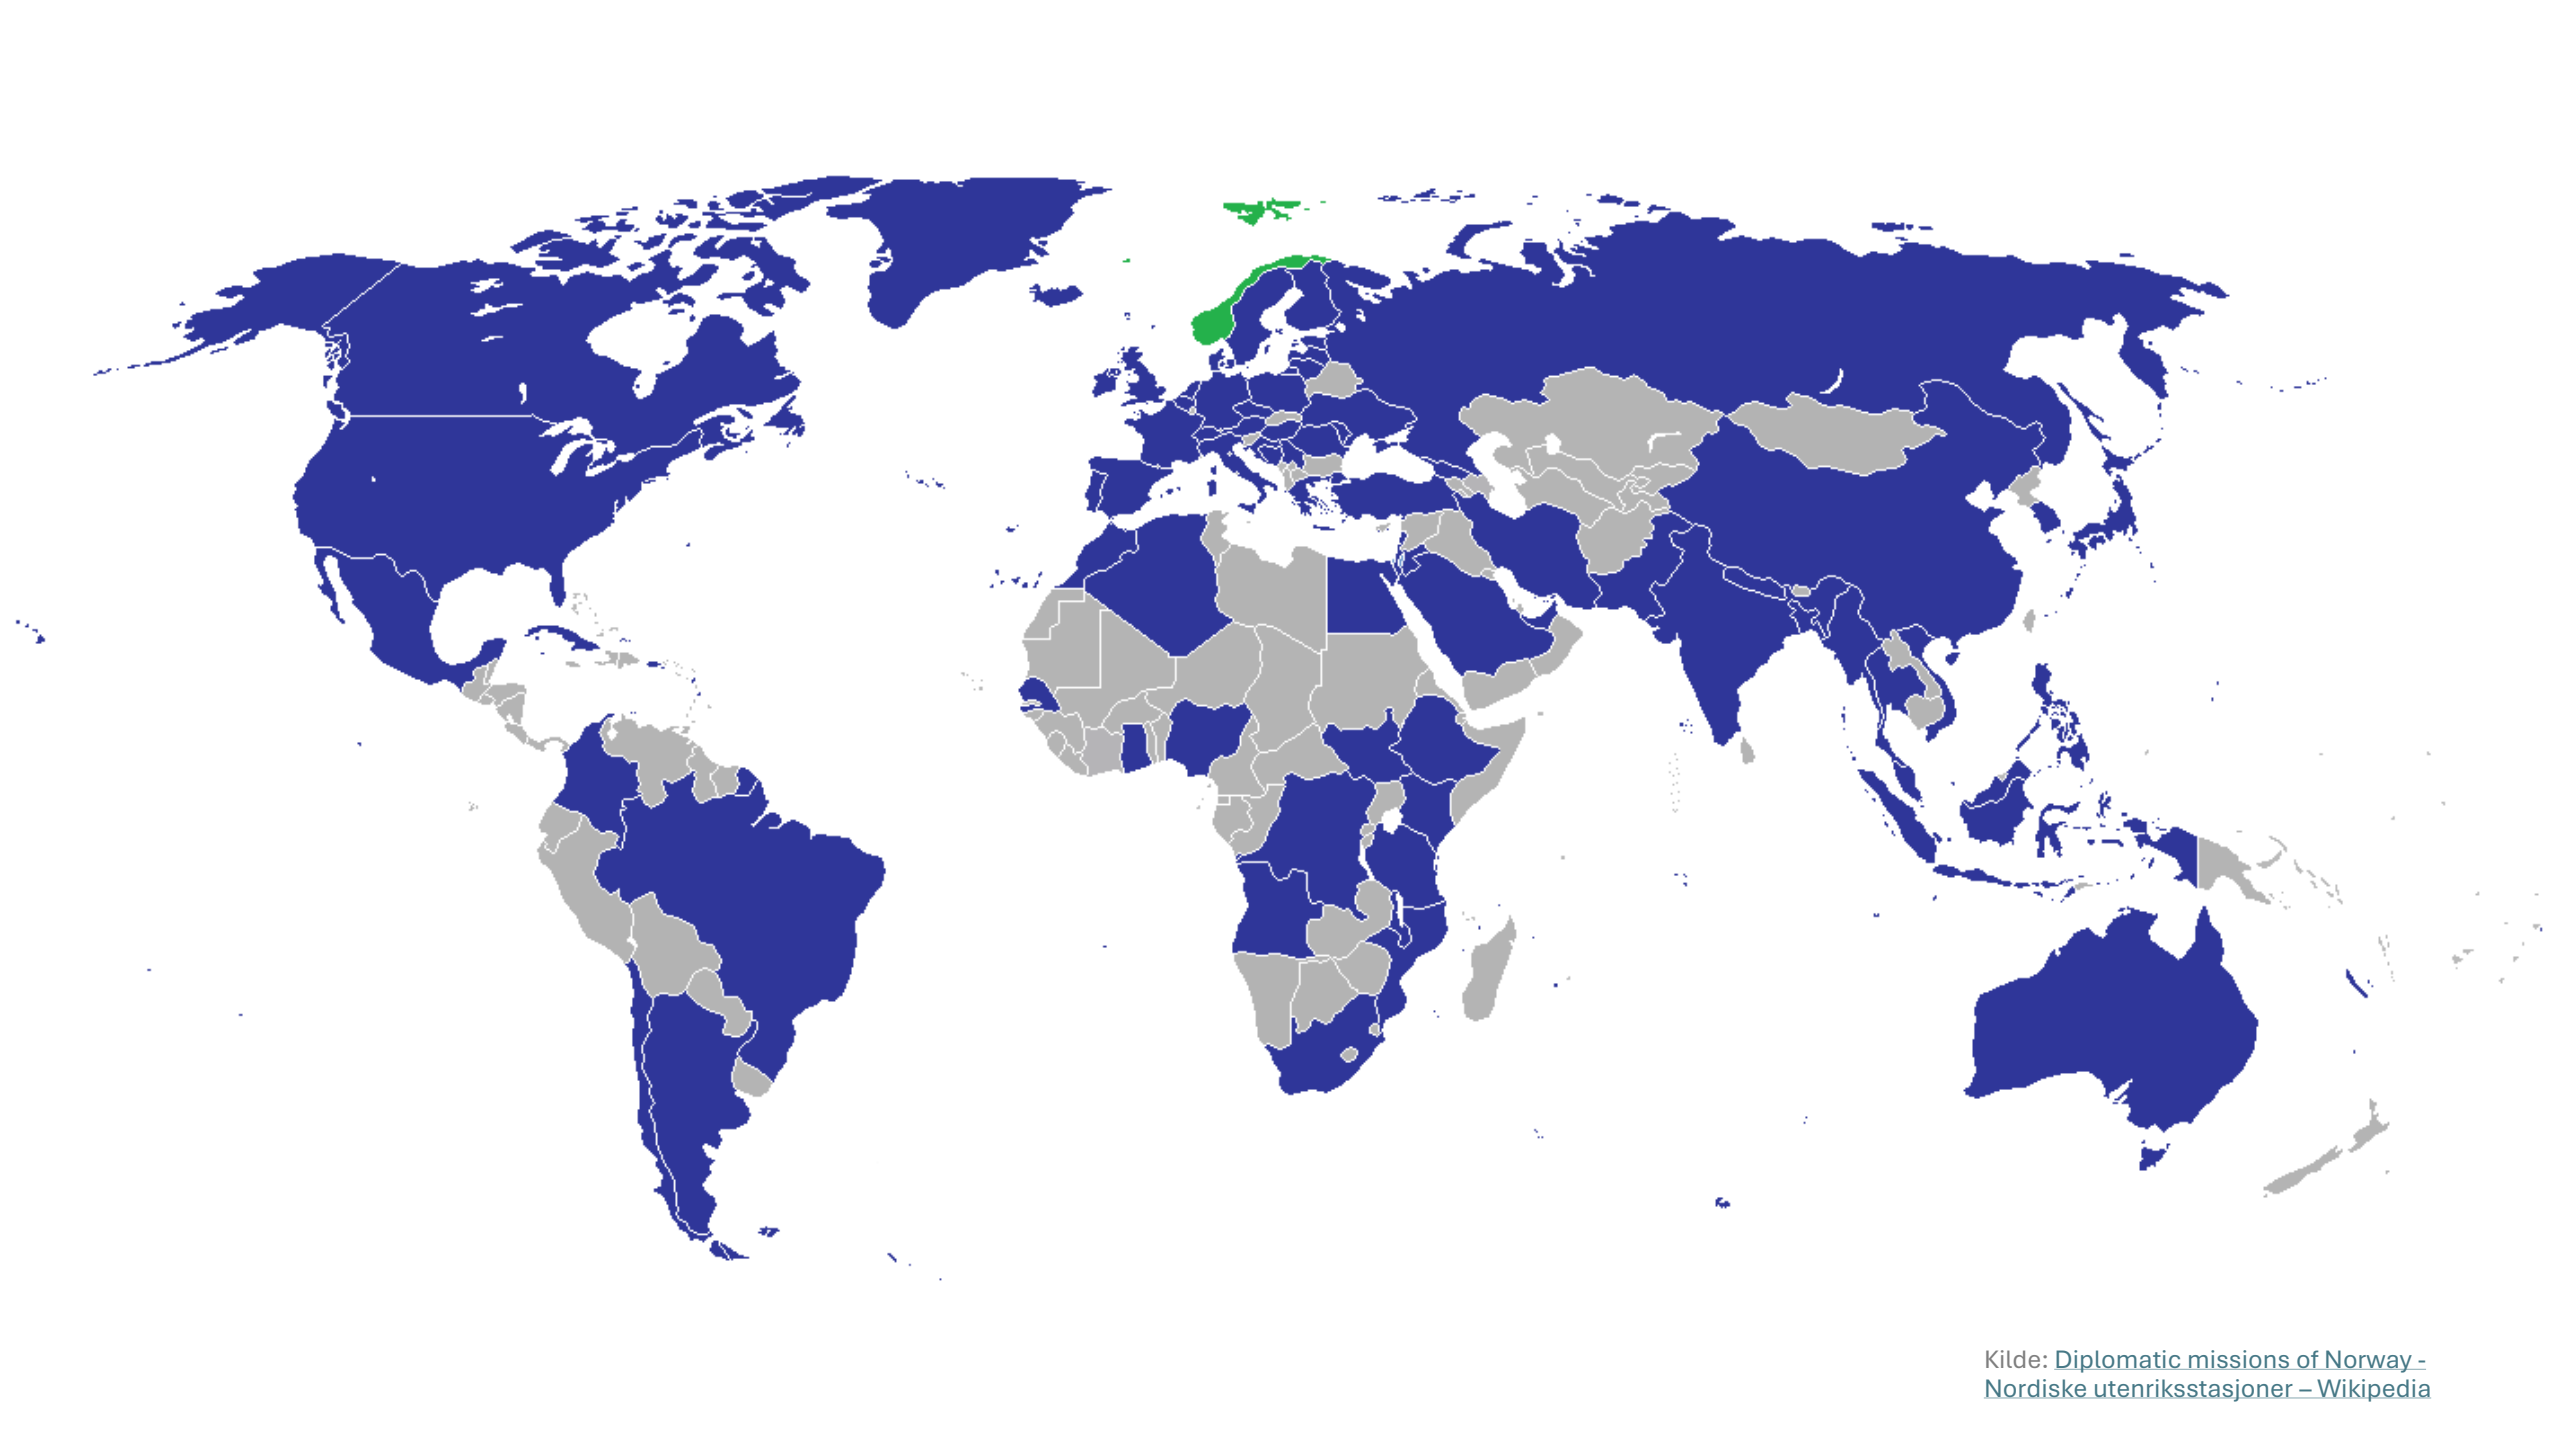 Kilde: Diplomatic missions of Norway -
Nordiske utenriksstasjoner – Wikipedia